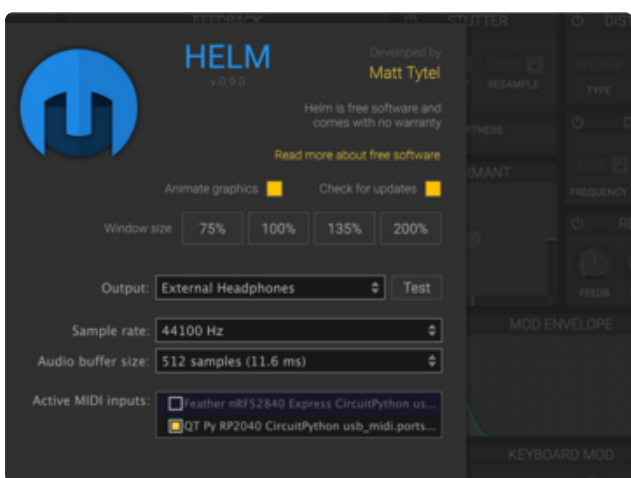 FEEDBACK
STUTTER
DIST
HELM
v 0.9.0
Developed by
Matt Tytel
RESAMPLE
TYPE
Helm is free software and
comes with no warranty
Read more about free software
Animate graphics
Check for updates
FREQUENCY
Window size
75%
100%
135%
200%
Output:
External Headphones
Test
FEEDB
Sample rate:
44100 Hz
MOD ENVELOPE
Audio buffer size:
512 samples (11.6 ms)
Active MIDI inputs:
Feather nRF52840 Express CircuitPython us...
QT Py RP2040 CircuitPython usb_midi.ports...
KEYBOARD MOD